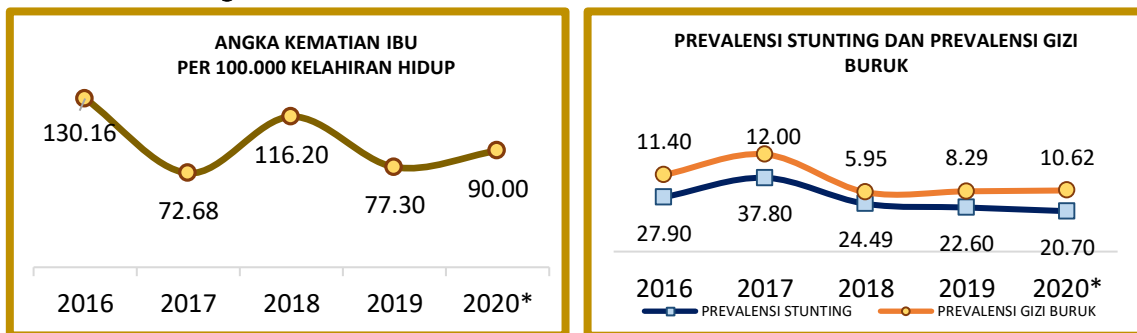 ANGKA KEMATIAN IBU
PER 100.000 KELAHIRAN HIDUP
130.16
72.68
116.20
77.30
90.00
2016 2017 2018 2019 2020*
PREVALENSI STUNTING DAN PREVALENSI GIZI
BURUK
11.40 12.00 5.95 8.29 10.62
27.90 37.80 24.49 22.60 20.70
2016 2017 2018 2019 2020*
PREVALENSI STUNTING PREVALENSI GIZI BURUK